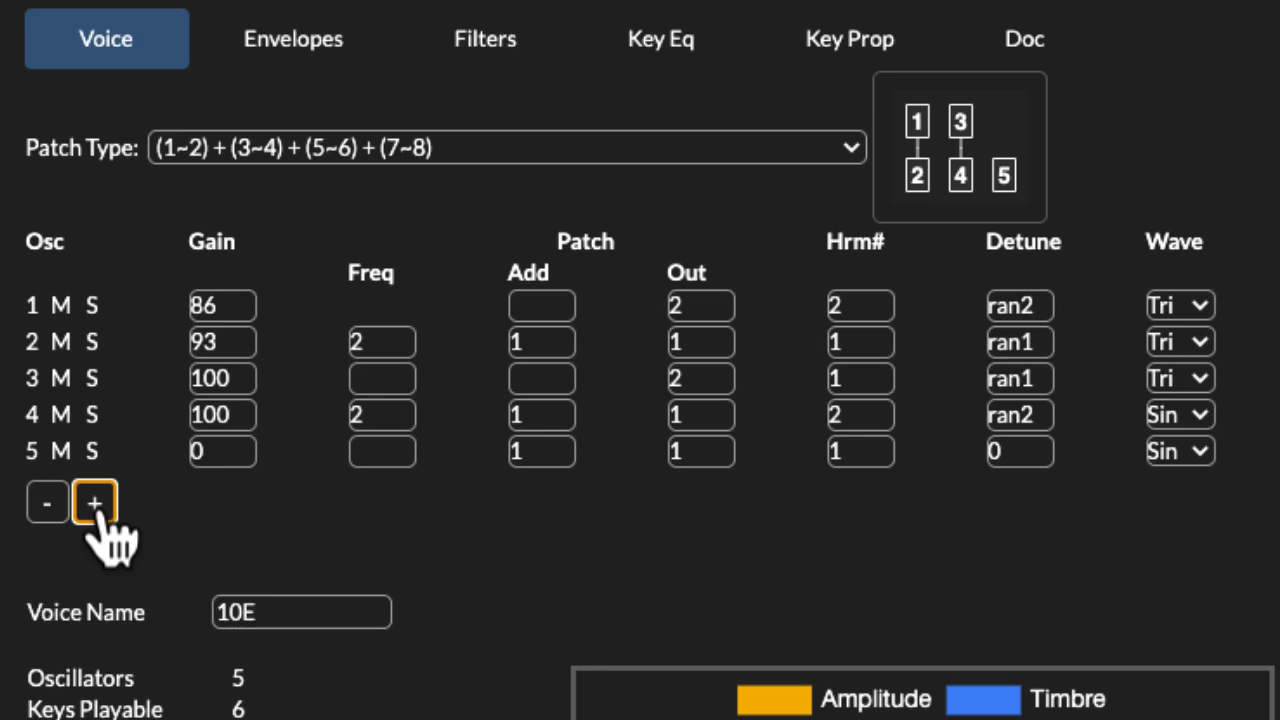 Voice Envelopes Filters Key Eq Key Prop Doc
1 3
Patch Type: (1~2) + (3~4) + (5~6) + (7~8)
2 4 5
Osc Gain Patch Hrm# Detune Wave
Freq Add Out
1 M S 86 2 2 ran2 Tri
2 M S 93 2 1 1 1 ran1 Tri
3 M S 100 2 1 ran1 Tri
4 M S 100 2 1 1 2 ran2 Sin
5 M S 0 1 1 1 0 Sin
- +
Voice Name 10E
Oscillators 5
Amplitude Timbre
Keys Playable 6